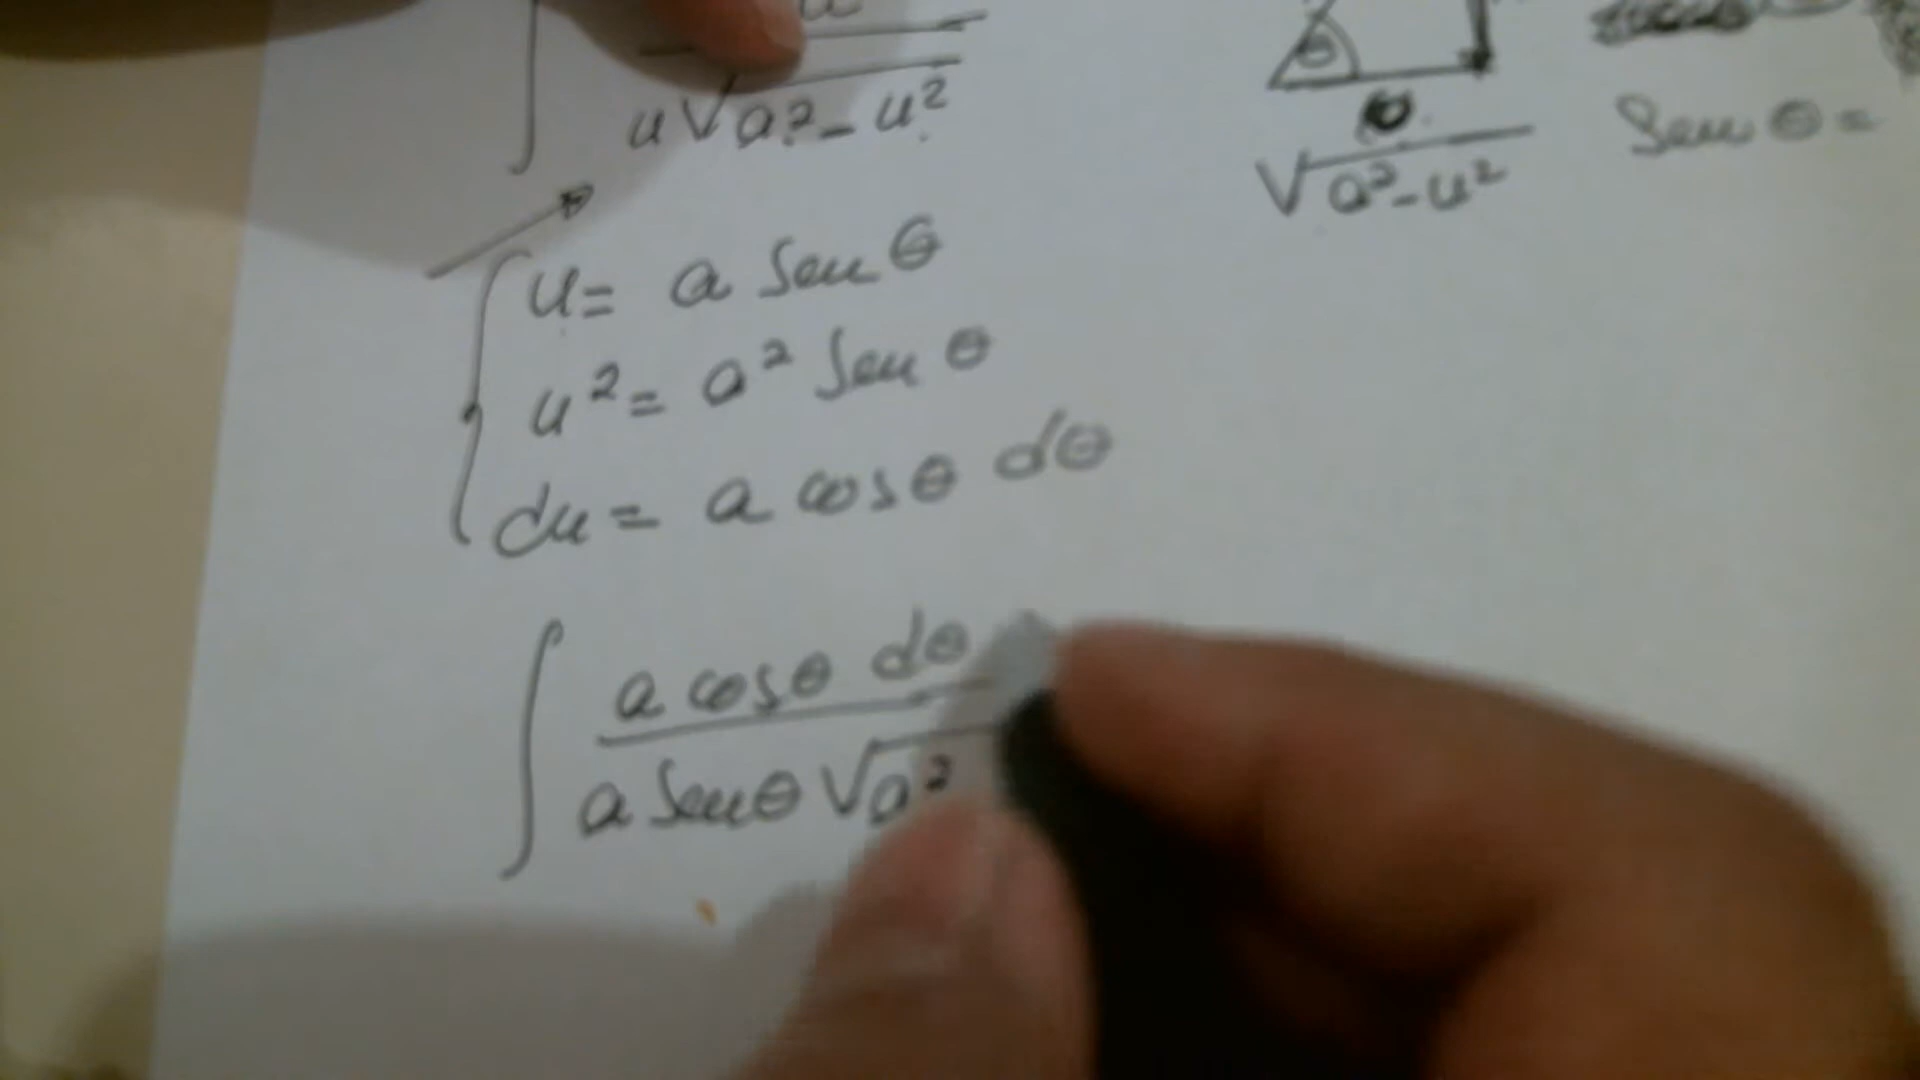 ∫ u
u√a² - u²
θ
√a² - u²
Sen θ =
u = a Sen θ
u² = a² Sen θ
du = a cos θ dθ
∫ a cos θ dθ
a Sen θ √a²